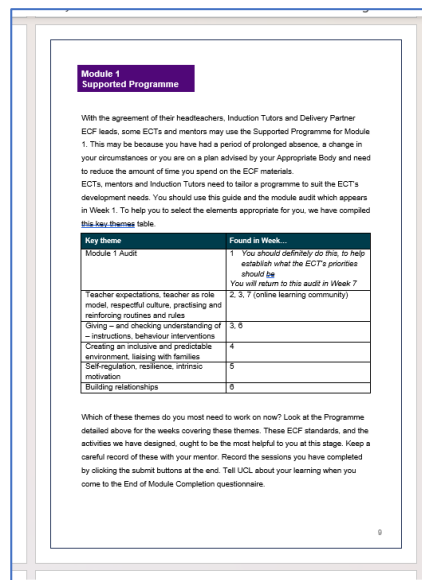 Module 1
Supported Programme
With the agreement of their headteachers, Induction Tutors and Delivery Partner
ECF leads, some ECTs and mentors may use the Supported Programme for Module
1. This may be because you have had a period of prolonged absence, a change in
your circumstances or you are on a plan advised by your Appropriate Body and need
to reduce the amount of time you spend on the ECF materials.
ECTs, mentors and Induction Tutors need to tailor a programme to suit the ECT's
development needs. You should use this guide and the module audit which appears
in Week 1. To help you to select the elements appropriate for you, we have compiled
this key themes table.
Key theme Found in Week...
Module 1 Audit 1 You should definitely do this, to help
establish what the ECT's priorities
should be
You will return to this audit in Week 7
Teacher expectations, teacher as role 2, 3, 7 (online learning community)
model, respectful culture, practising and
reinforcing routines and rules
Giving – and checking understanding of 3, 6
– instructions, behaviour interventions
Creating an inclusive and predictable 4
environment, liaising with families
Self-regulation, resilience, intrinsic 5
motivation
Building relationships 6
Which of these themes do you most need to work on now? Look at the Programme
detailed above for the weeks covering these themes. These ECF standards, and the
activities we have designed, ought to be the most helpful to you at this stage. Keep a
careful record of these with your mentor. Record the sessions you have completed
by clicking the submit buttons at the end. Tell UCL about your learning when you
come to the End of Module Completion questionnaire.